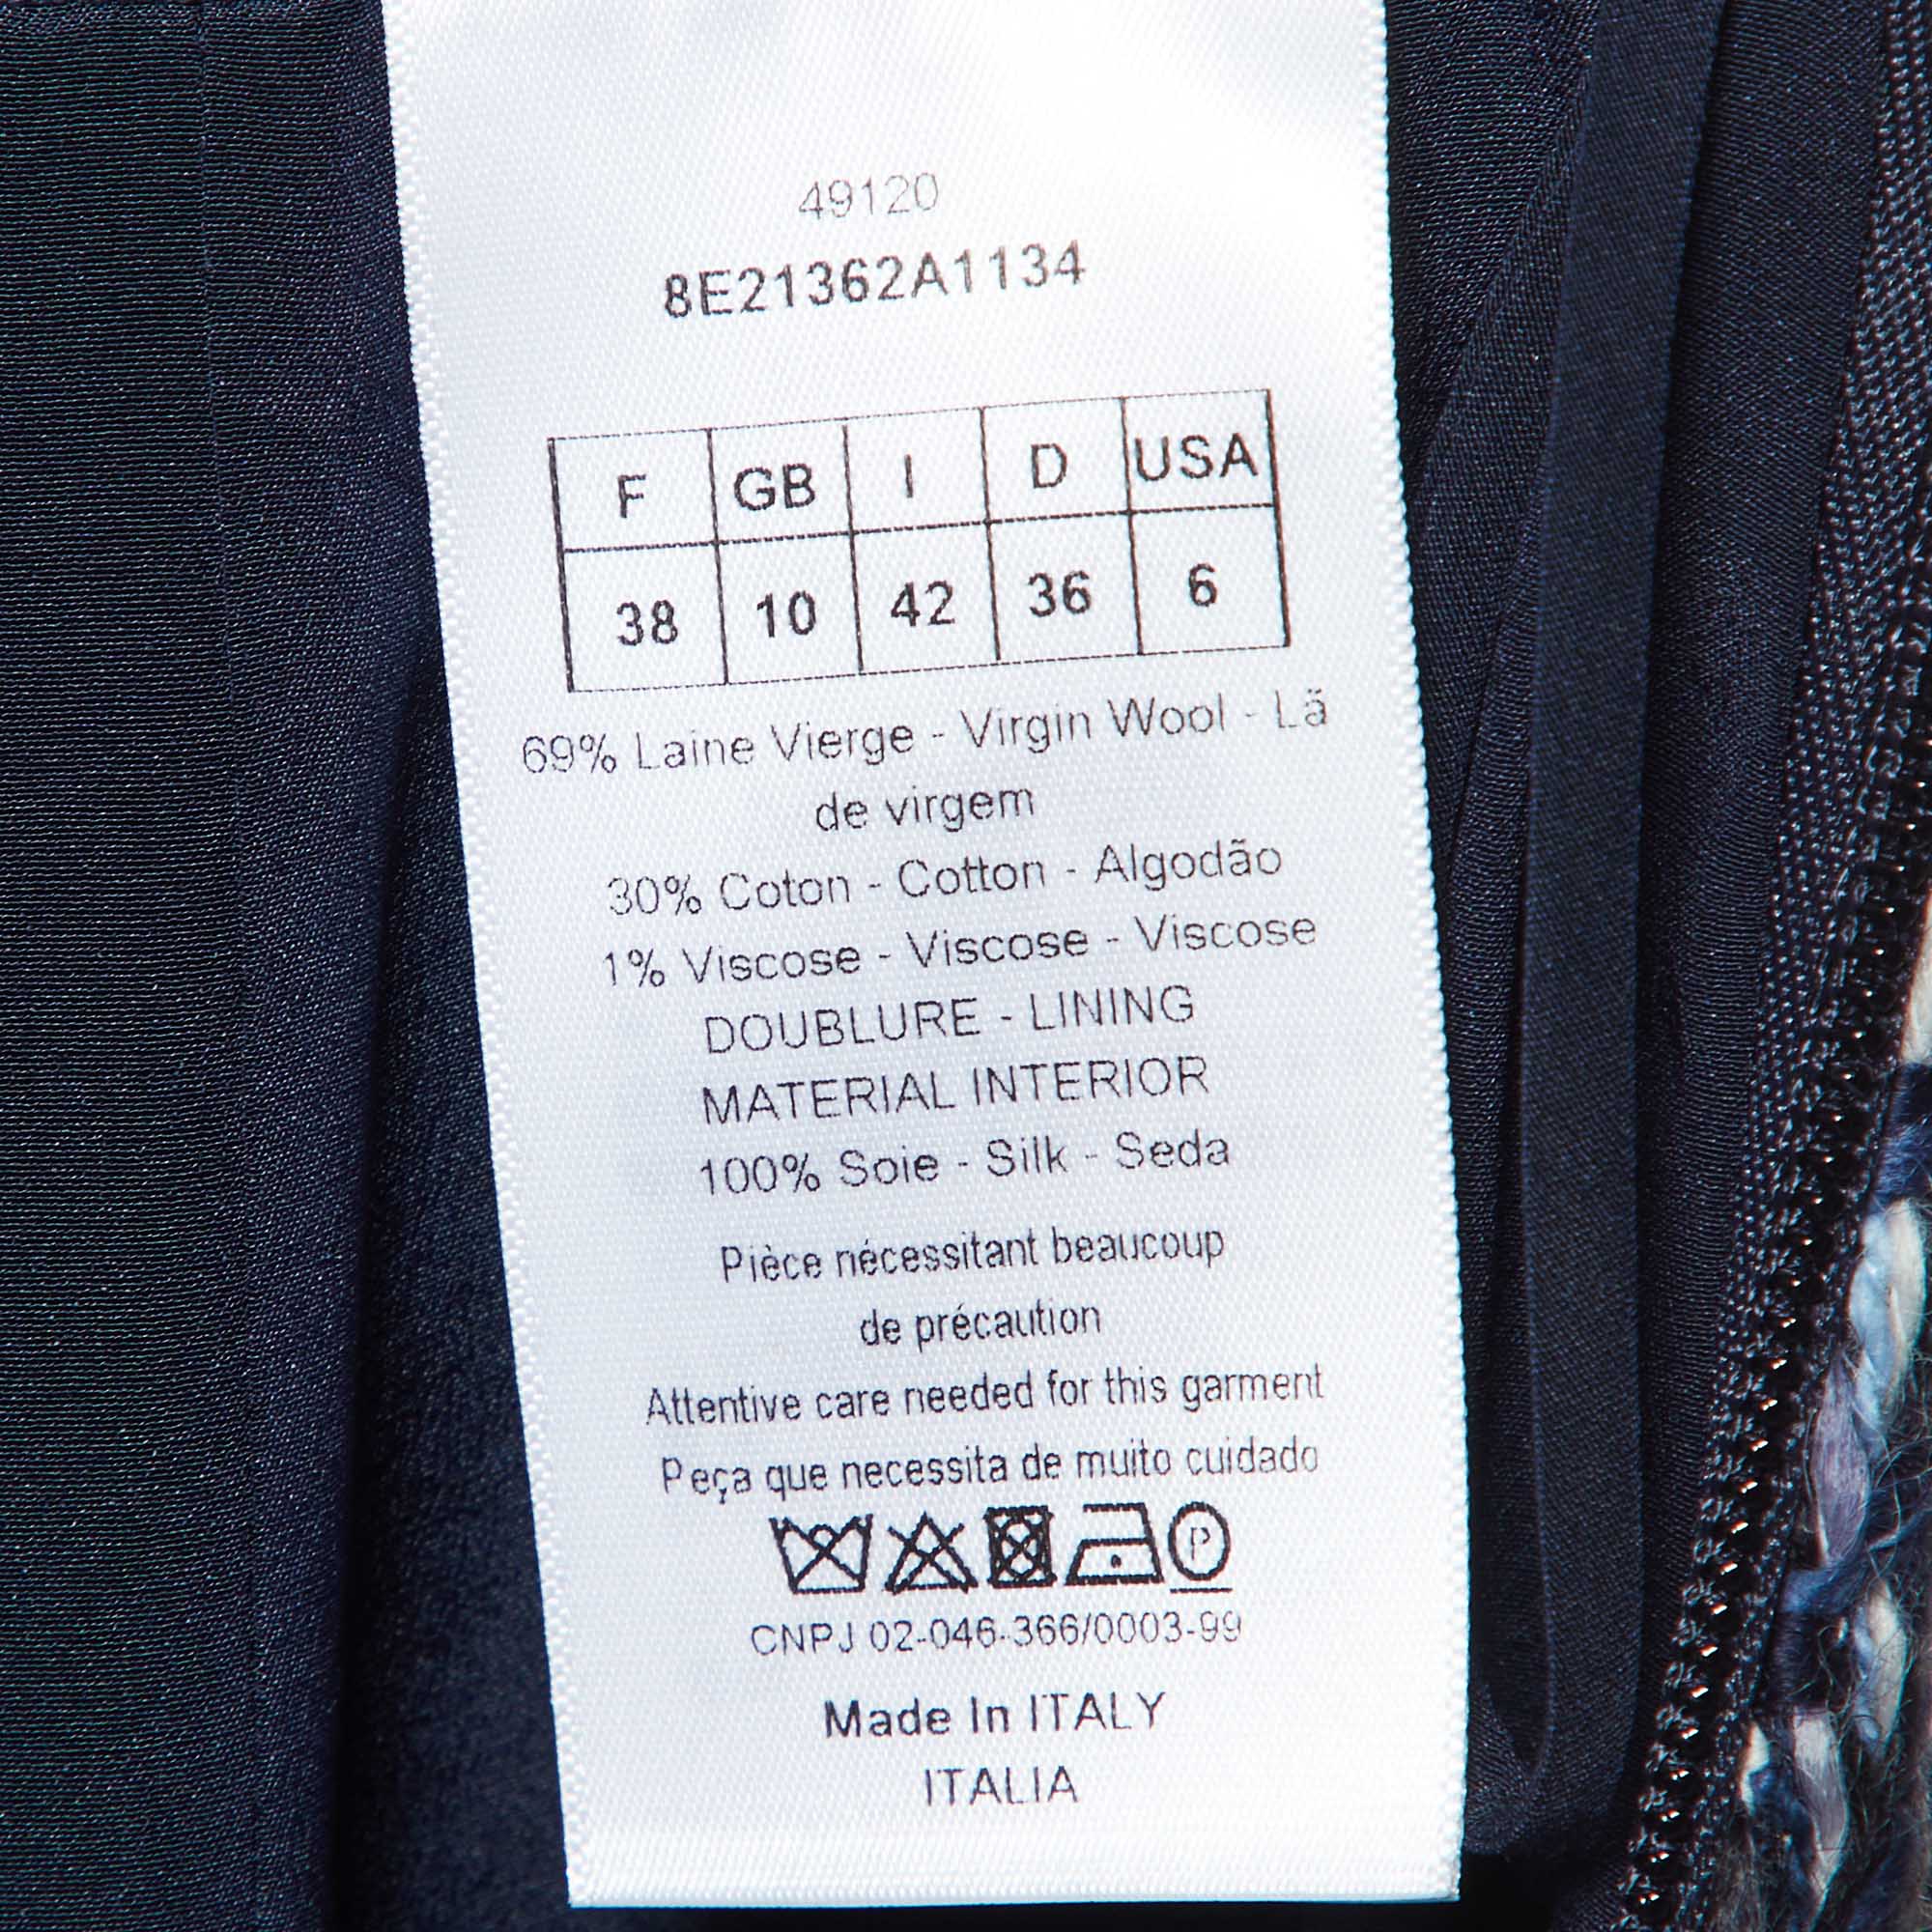 49120
8E21362A1134
F GB I D USA
38 10 42 36 6
69% Laine Vierge - Virgin Wool - Lã
de virgem
30% Coton - Cotton - Algodão
1% Viscose - Viscose - Viscose
DOUBLURE - LINING
MATERIAL INTERIOR
100% Soie - Silk - Seda
Pièce nécessitant beaucoup
de précaution
Attentive care needed for this garment
Peça que necessita de muito cuidado
P
CNPJ 02-046-366/0003-99
Made In ITALY
ITALIA